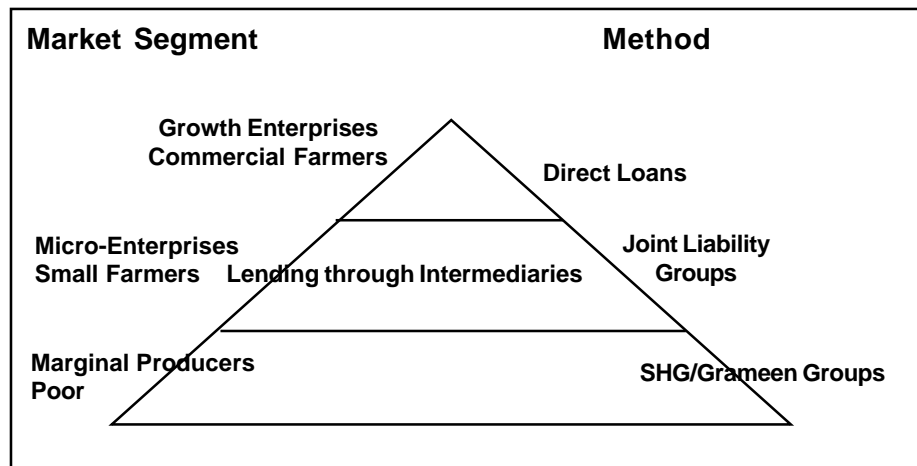 Market Segment
Method
Growth Enterprises
Commercial Farmers
Direct Loans
Micro-Enterprises
Small Farmers
Lending through Intermediaries
Joint Liability
Groups
Marginal Producers
Poor
SHG/Grameen Groups